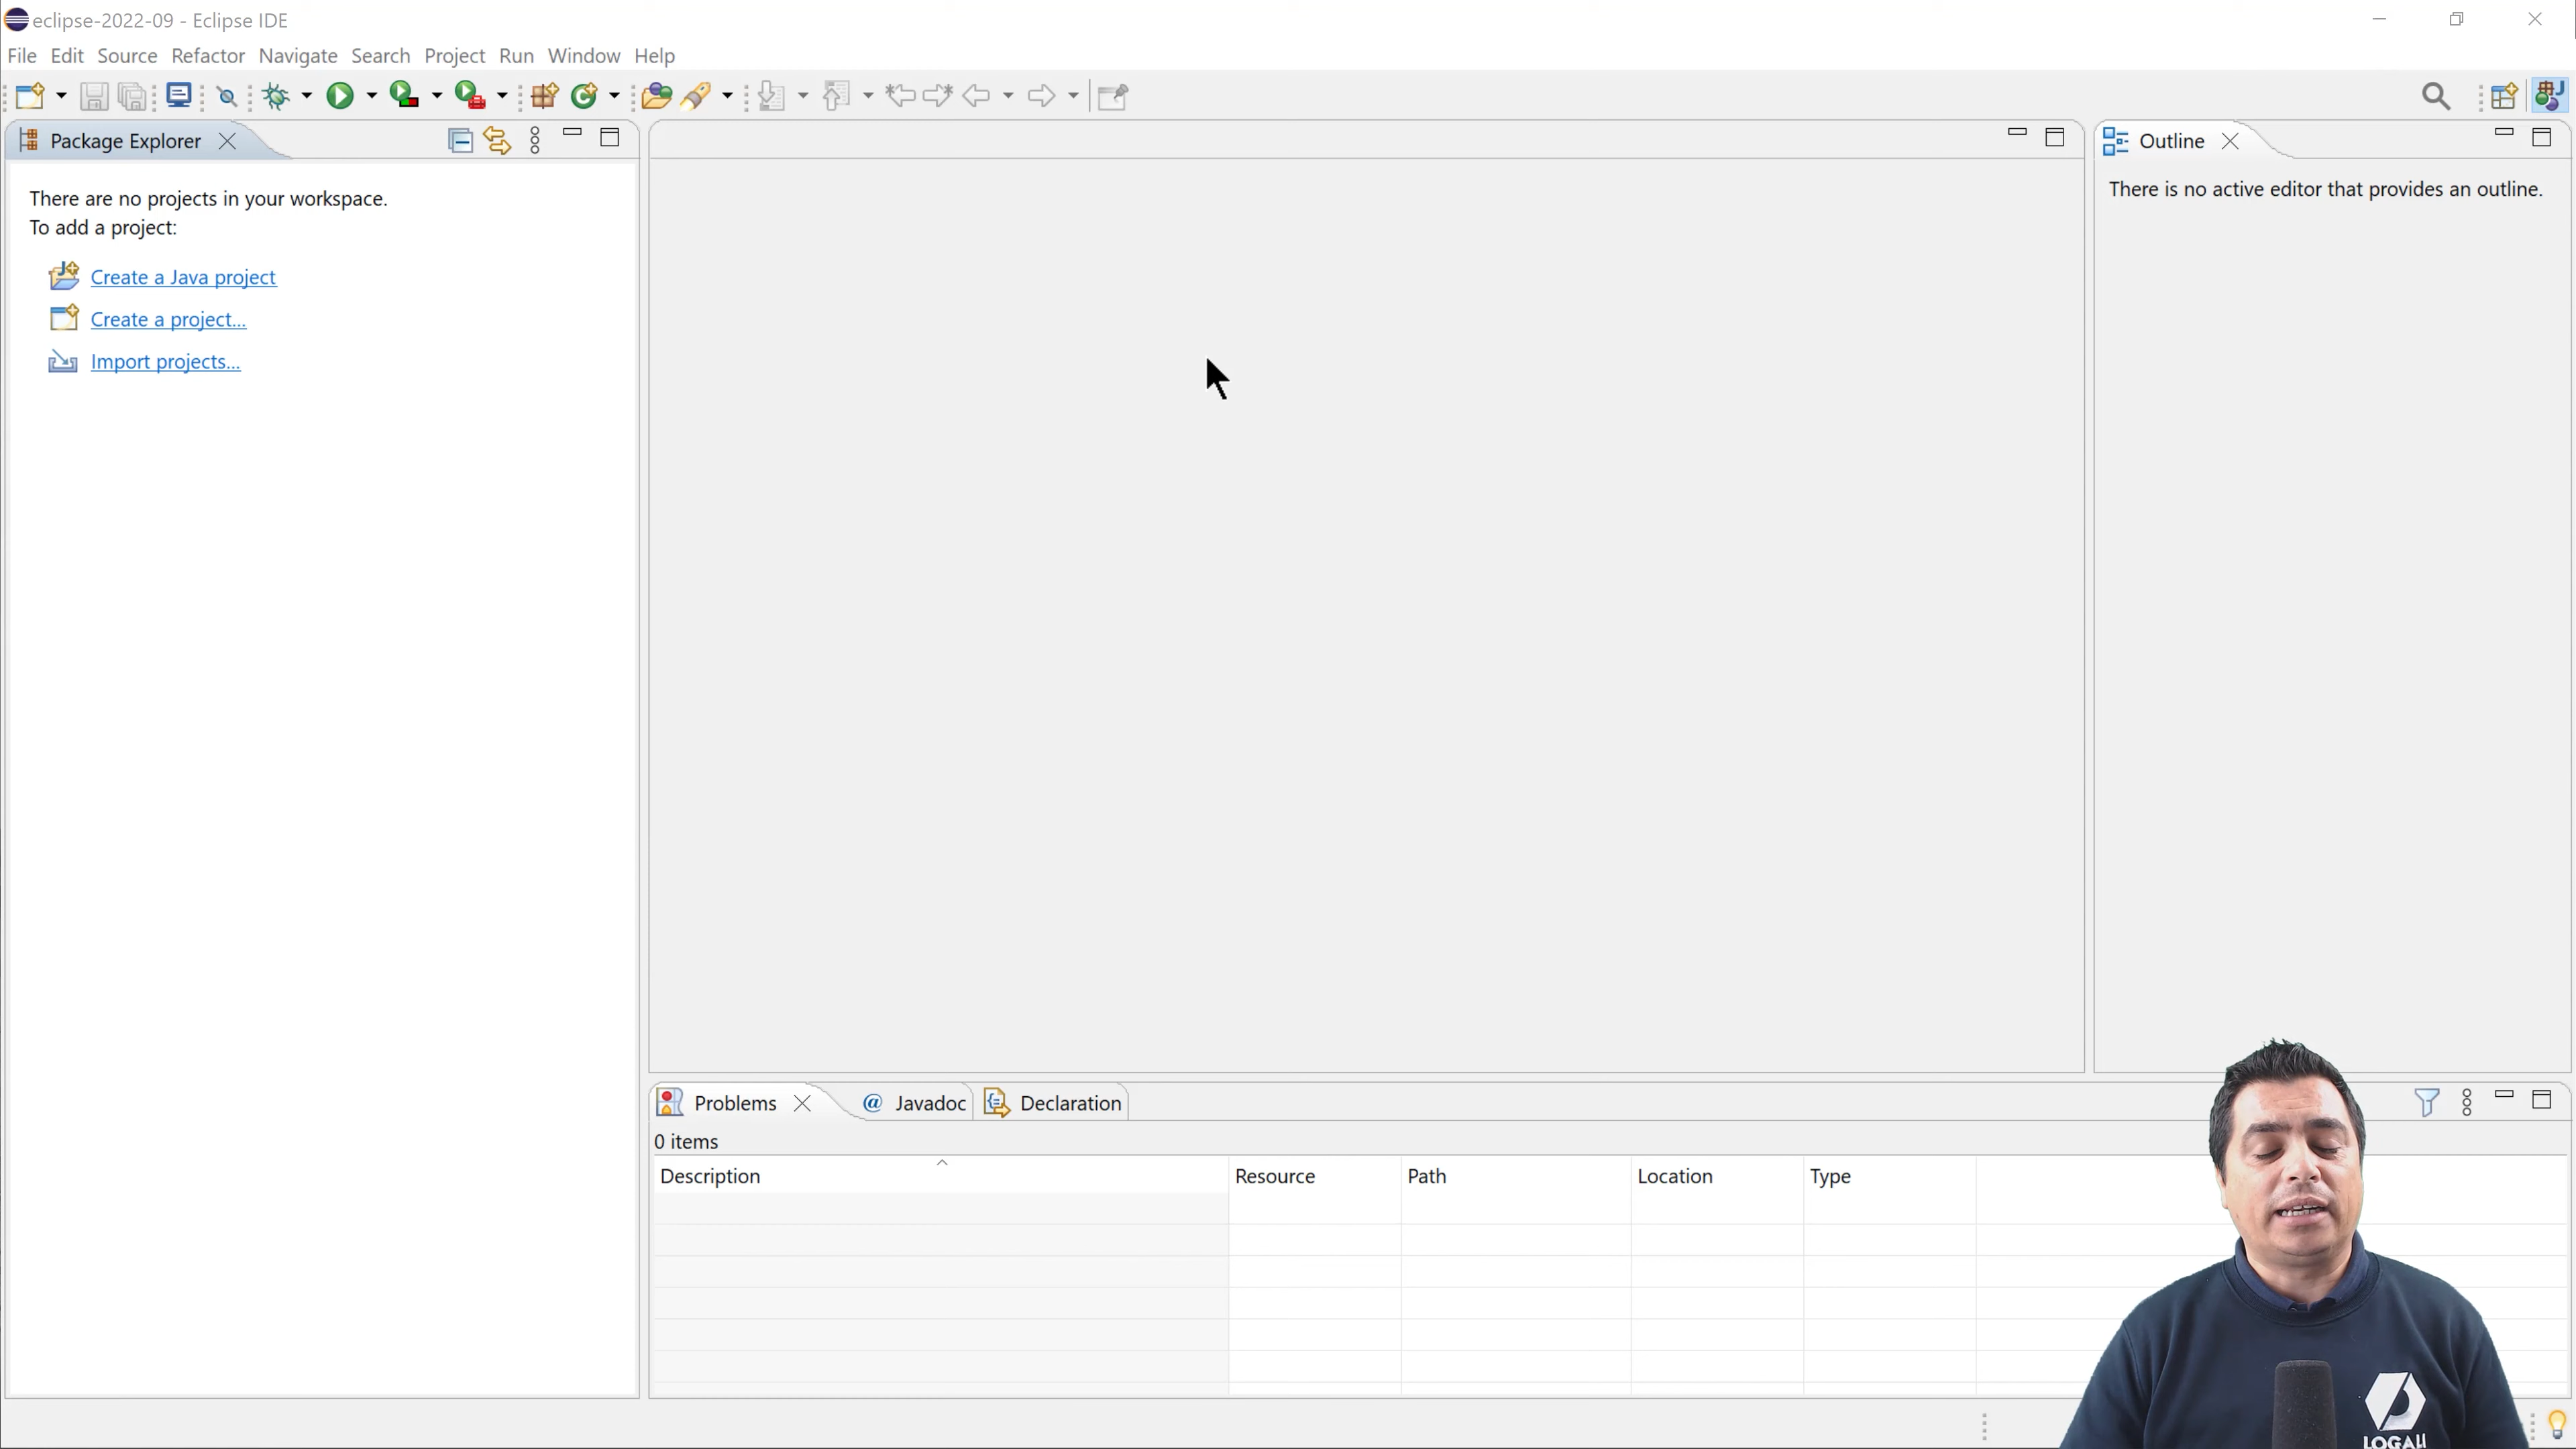 eclipse-2022-09 - Eclipse IDE
File Edit Source Refactor Navigate Search Project Run Window Help
Package Explorer
There are no projects in your workspace.
To add a project:
Create a Java project
Create a project...
Import projects...
Outline
There is no active editor that provides an outline.
Problems @ Javadoc Declaration
0 items
Description Resource Path Location Type
LOGALI